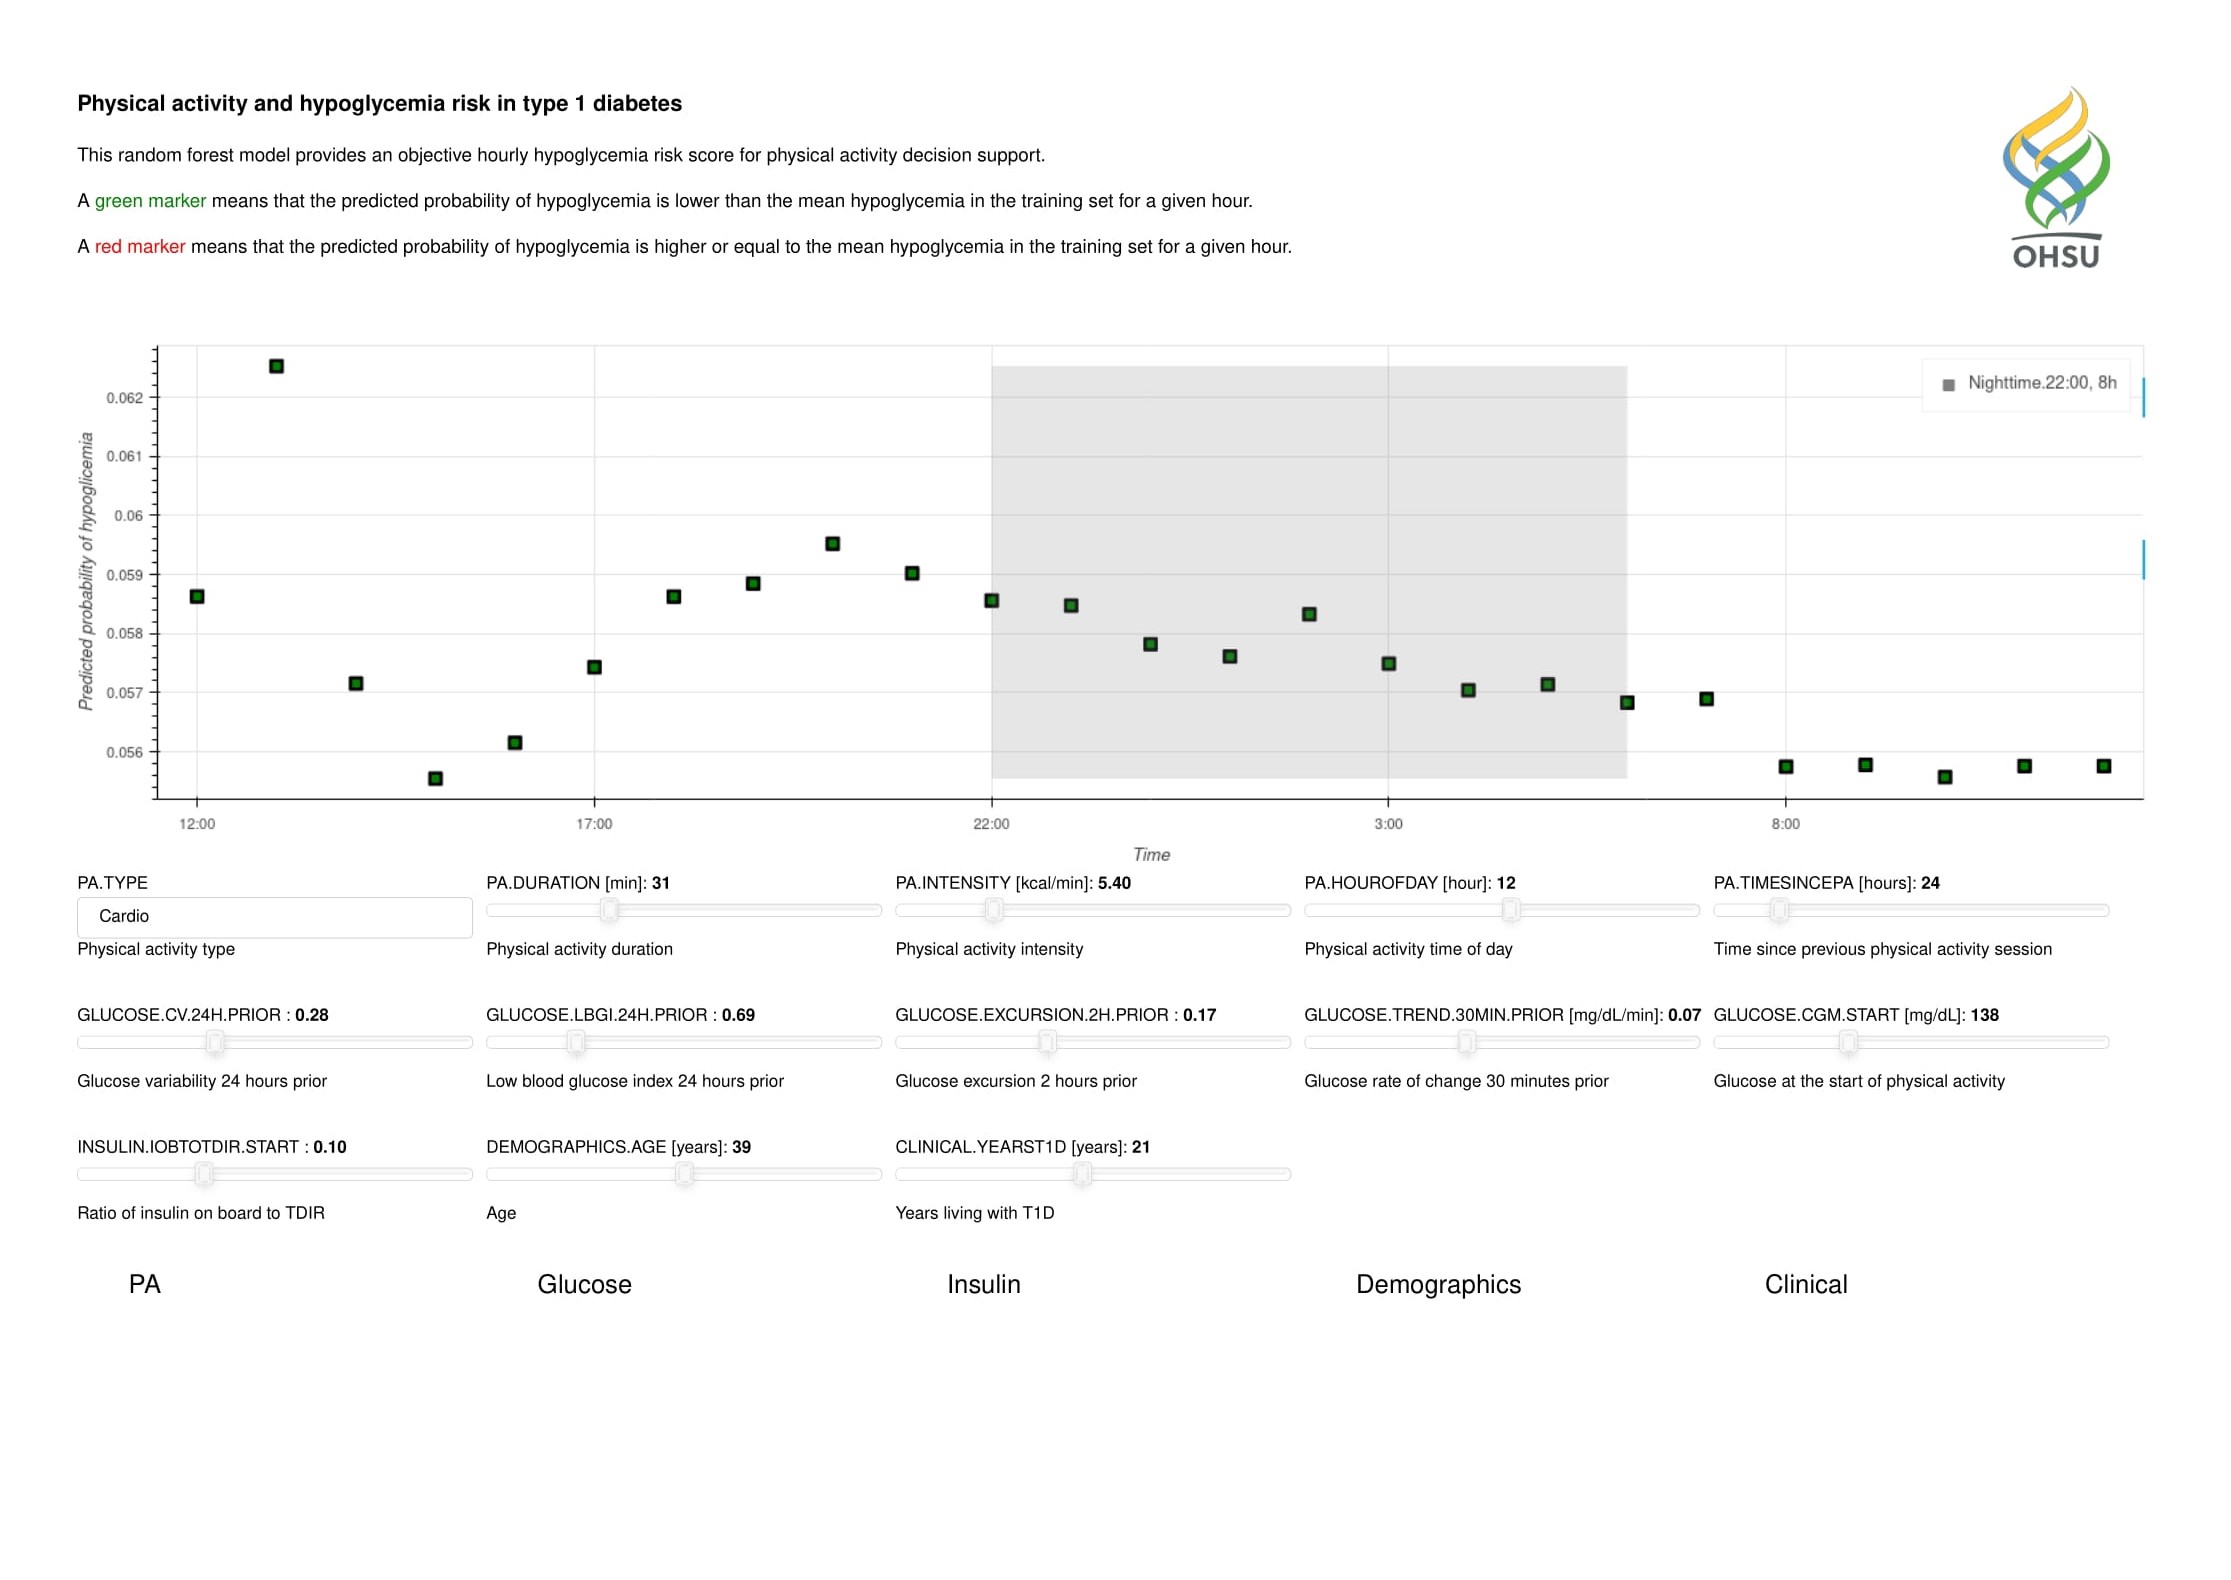 Physical activity and hypoglycemia risk in type 1 diabetes
This random forest model provides an objective hourly hypoglycemia risk score for physical activity decision support.
A green marker means that the predicted probability of hypoglycemia is lower than the mean hypoglycemia in the training set for a given hour.
A red marker means that the predicted probability of hypoglycemia is higher or equal to the mean hypoglycemia in the training set for a given hour.
OHSU
Predicted probability of hypoglicemia
0.062
0.061
0.06
0.059
0.058
0.057
0.056
Nighttime.22:00, 8h
12:00 17:00 22:00 3:00 8:00
Time
PA.TYPE
Cardio
Physical activity type
PA.DURATION [min]: 31
Physical activity duration
PA.INTENSITY [kcal/min]: 5.40
Physical activity intensity
PA.HOUROFDAY [hour]: 12
Physical activity time of day
PA.TIMESINCEPA [hours]: 24
Time since previous physical activity session
GLUCOSE.CV.24H.PRIOR : 0.28
Glucose variability 24 hours prior
GLUCOSE.LBGI.24H.PRIOR : 0.69
Low blood glucose index 24 hours prior
GLUCOSE.EXCURSION.2H.PRIOR : 0.17
Glucose excursion 2 hours prior
GLUCOSE.TREND.30MIN.PRIOR [mg/dL/min]: 0.07
Glucose rate of change 30 minutes prior
GLUCOSE.CGM.START [mg/dL]: 138
Glucose at the start of physical activity
INSULIN.IOBTOTDIR.START : 0.10
Ratio of insulin on board to TDIR
DEMOGRAPHICS.AGE [years]: 39
Age
CLINICAL.YEARST1D [years]: 21
Years living with T1D
PA Glucose Insulin Demographics Clinical